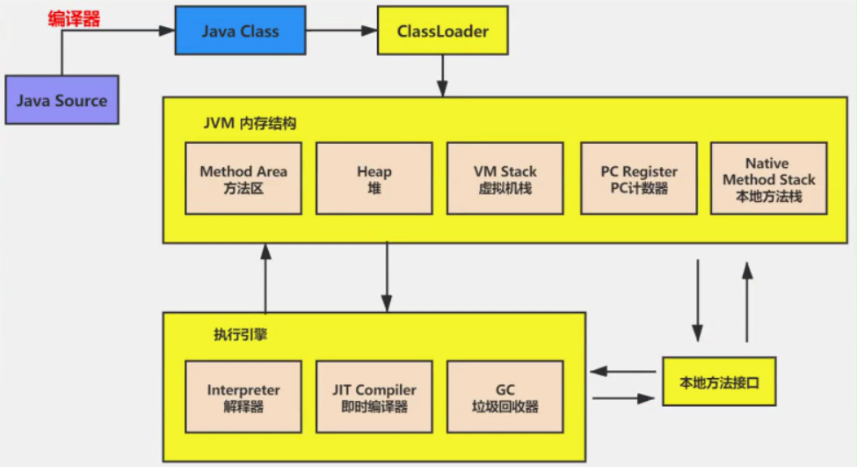 编译器
Java Class
ClassLoader
Java Source
JVM 内存结构
Method Area
方法区
Heap
堆
VM Stack
虚拟机栈
PC Register
PC计数器
Native
Method Stack
本地方法栈
执行引擎
Interpreter
解释器
JIT Compiler
即时编译器
GC
垃圾回收器
本地方法接口